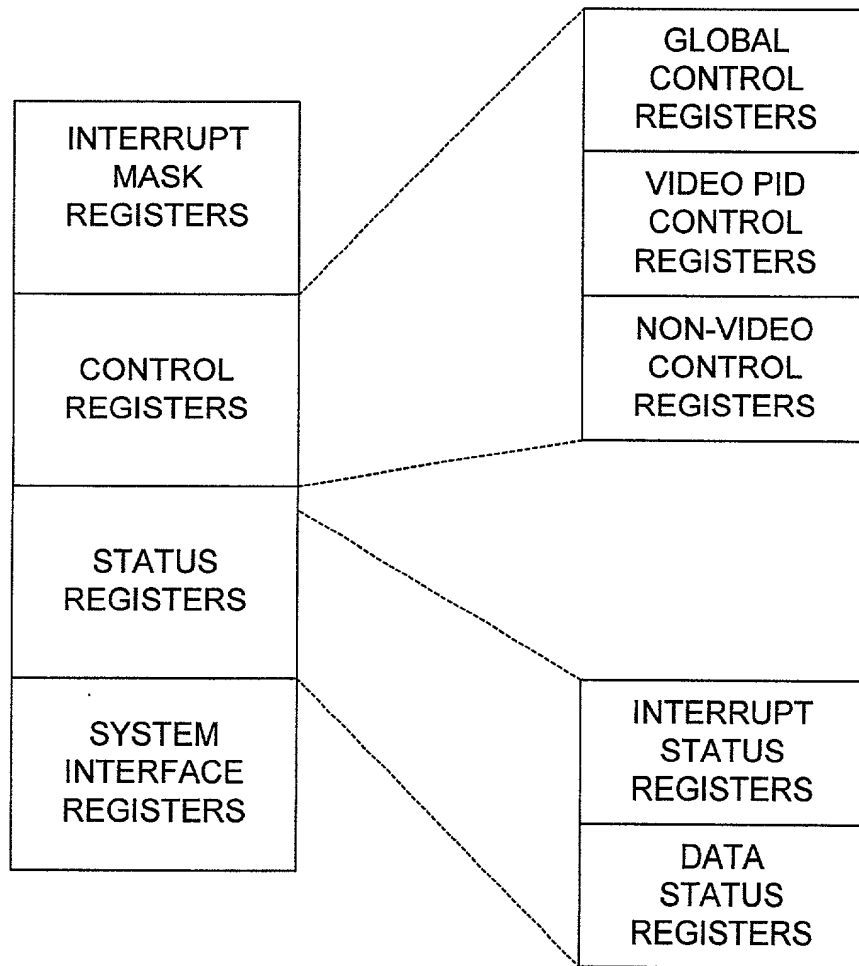 INTERRUPT
MASK
REGISTERS
CONTROL
REGISTERS
STATUS
REGISTERS
SYSTEM
INTERFACE
REGISTERS
GLOBAL
CONTROL
REGISTERS
VIDEO PID
CONTROL
REGISTERS
NON-VIDEO
CONTROL
REGISTERS
INTERRUPT
STATUS
REGISTERS
DATA
STATUS
REGISTERS